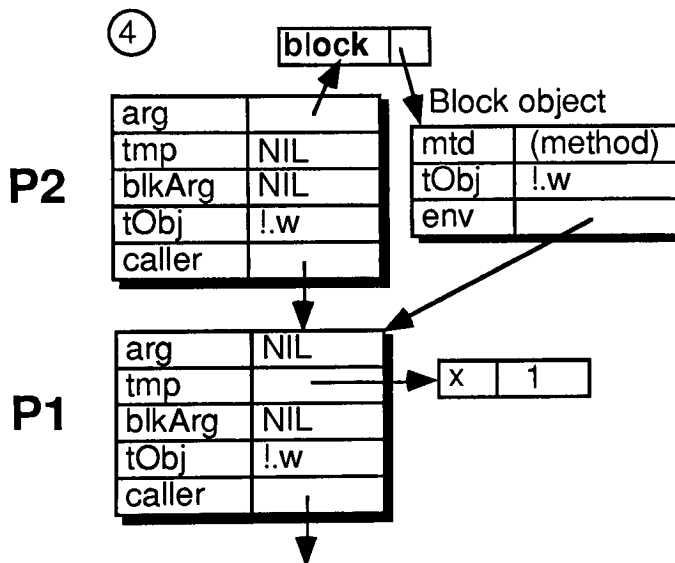 4
block
Block object
arg
mtd (method)
P2
tmp NIL
tObj !.w
blkArg NIL
env
tObj !.w
caller
arg NIL
tmp
x 1
P1
blkArg NIL
tObj !.w
caller